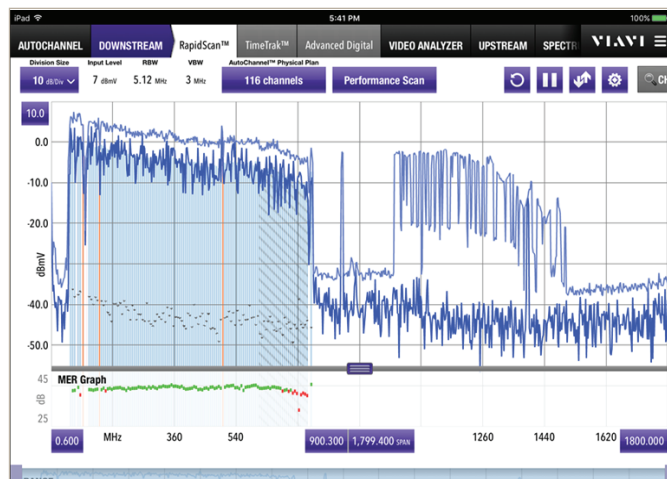 iPad 5:41 PM 100%
AUTOCHANNEL DOWNSTREAM RapidScan™ TimeTrak™ Advanced Digital VIDEO ANALYZER UPSTREAM SPECTR VIAVI
Division Size Input Level RBW VBW AutoChannel™ Physical Plan
10 dB/Div 7 dBmV 5.12 MHz 3 MHz 116 channels Performance Scan CH
10.0
0.0
-10.0
-20.0
dBmV
-30.0
-40.0
-50.0
45 MER Graph
dB
25
0.600 MHz 360 540 900.300 1,799.400 SPAN 1260 1440 1620 1800.000